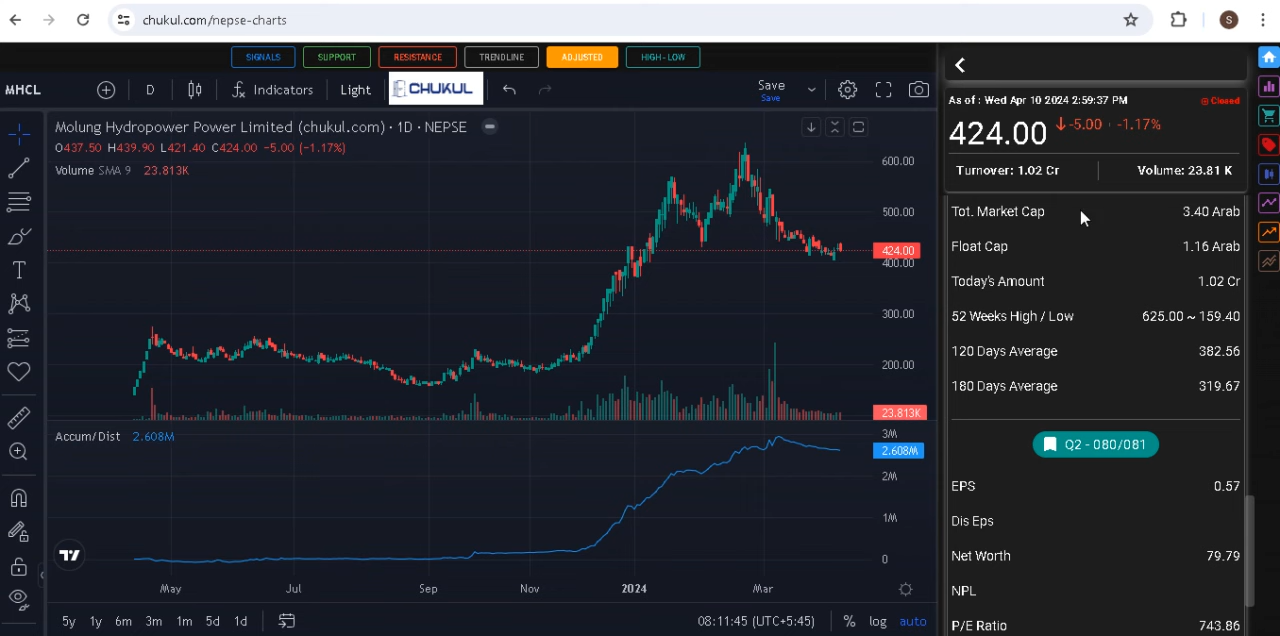 chukul.com/nepse-charts
S
SIGNALS
SUPPORT
RESISTANCE
TRENDLINE
ADJUSTED
HIGH-LOW
MHCL
D
Indicators
Light
CHUKUL
Save
Save
Molung Hydropower Power Limited (chukul.com) · 1D · NEPSE
O437.50 H439.90 L421.40 C424.00 −5.00 (−1.17%)
Volume SMA 9 23.813K
600.00
500.00
424.00
400.00
300.00
200.00
23.813K
Accum/Dist 2.608M
3M
2.608M
2M
1M
0
May
Jul
Sep
Nov
2024
Mar
5y 1y 6m 3m 1m 5d 1d
08:11:45 (UTC+5:45)
% log auto
As of : Wed Apr 10 2024 2:59:37 PM
Closed
424.00
-5.00
-1.17%
Turnover: 1.02 Cr
Volume: 23.81 K
Tot. Market Cap 3.40 Arab
Float Cap 1.16 Arab
Today's Amount 1.02 Cr
52 Weeks High / Low 625.00 ~ 159.40
120 Days Average 382.56
180 Days Average 319.67
Q2 - 080/081
EPS 0.57
Dis Eps
Net Worth 79.79
NPL
P/E Ratio 743.86